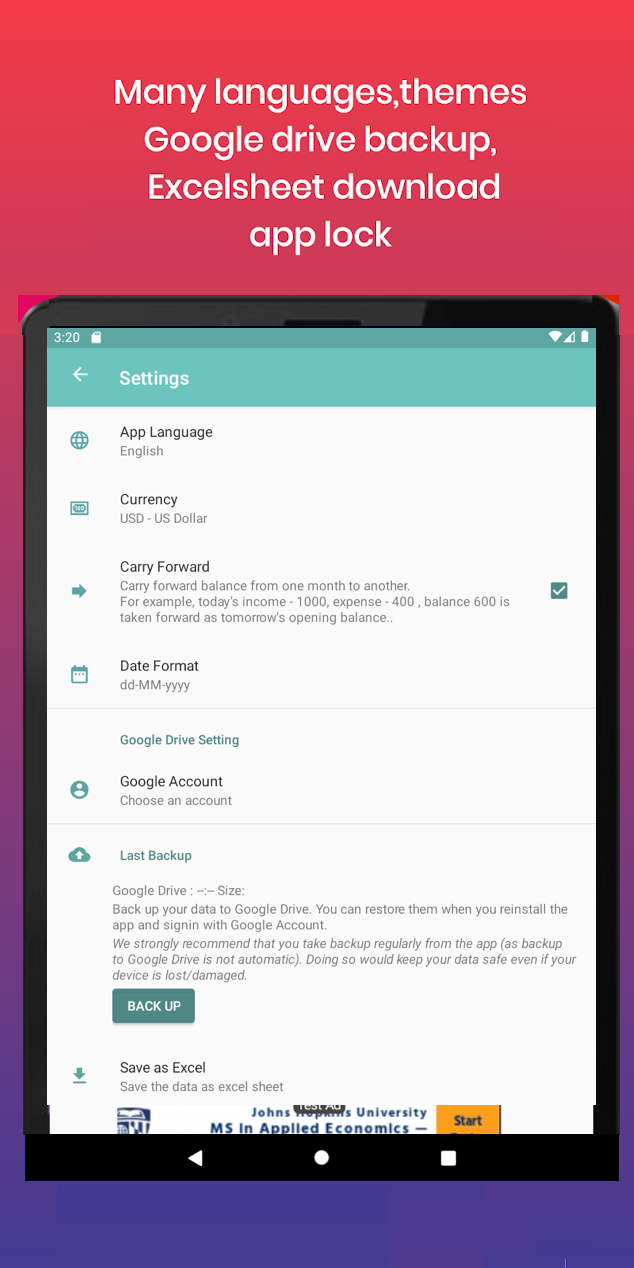 Many languages,themes
Google drive backup,
Excelsheet download
app lock
3:20
Settings
App Language
English
Currency
USD - US Dollar
Carry Forward
Carry forward balance from one month to another.
For example, today's income - 1000, expense - 400 , balance 600 is
taken forward as tomorrow's opening balance..
Date Format
dd-MM-yyyy
Google Drive Setting
Google Account
Choose an account
Last Backup
Google Drive : --:-- Size:
Back up your data to Google Drive. You can restore them when you reinstall the
app and signin with Google Account.
We strongly recommend that you take backup regularly from the app (as backup
to Google Drive is not automatic). Doing so would keep your data safe even if your
device is lost/damaged.
BACK UP
Save as Excel
Save the data as excel sheet
Test Ad
Johns Hopkins University
MS In Applied Economics —
Start